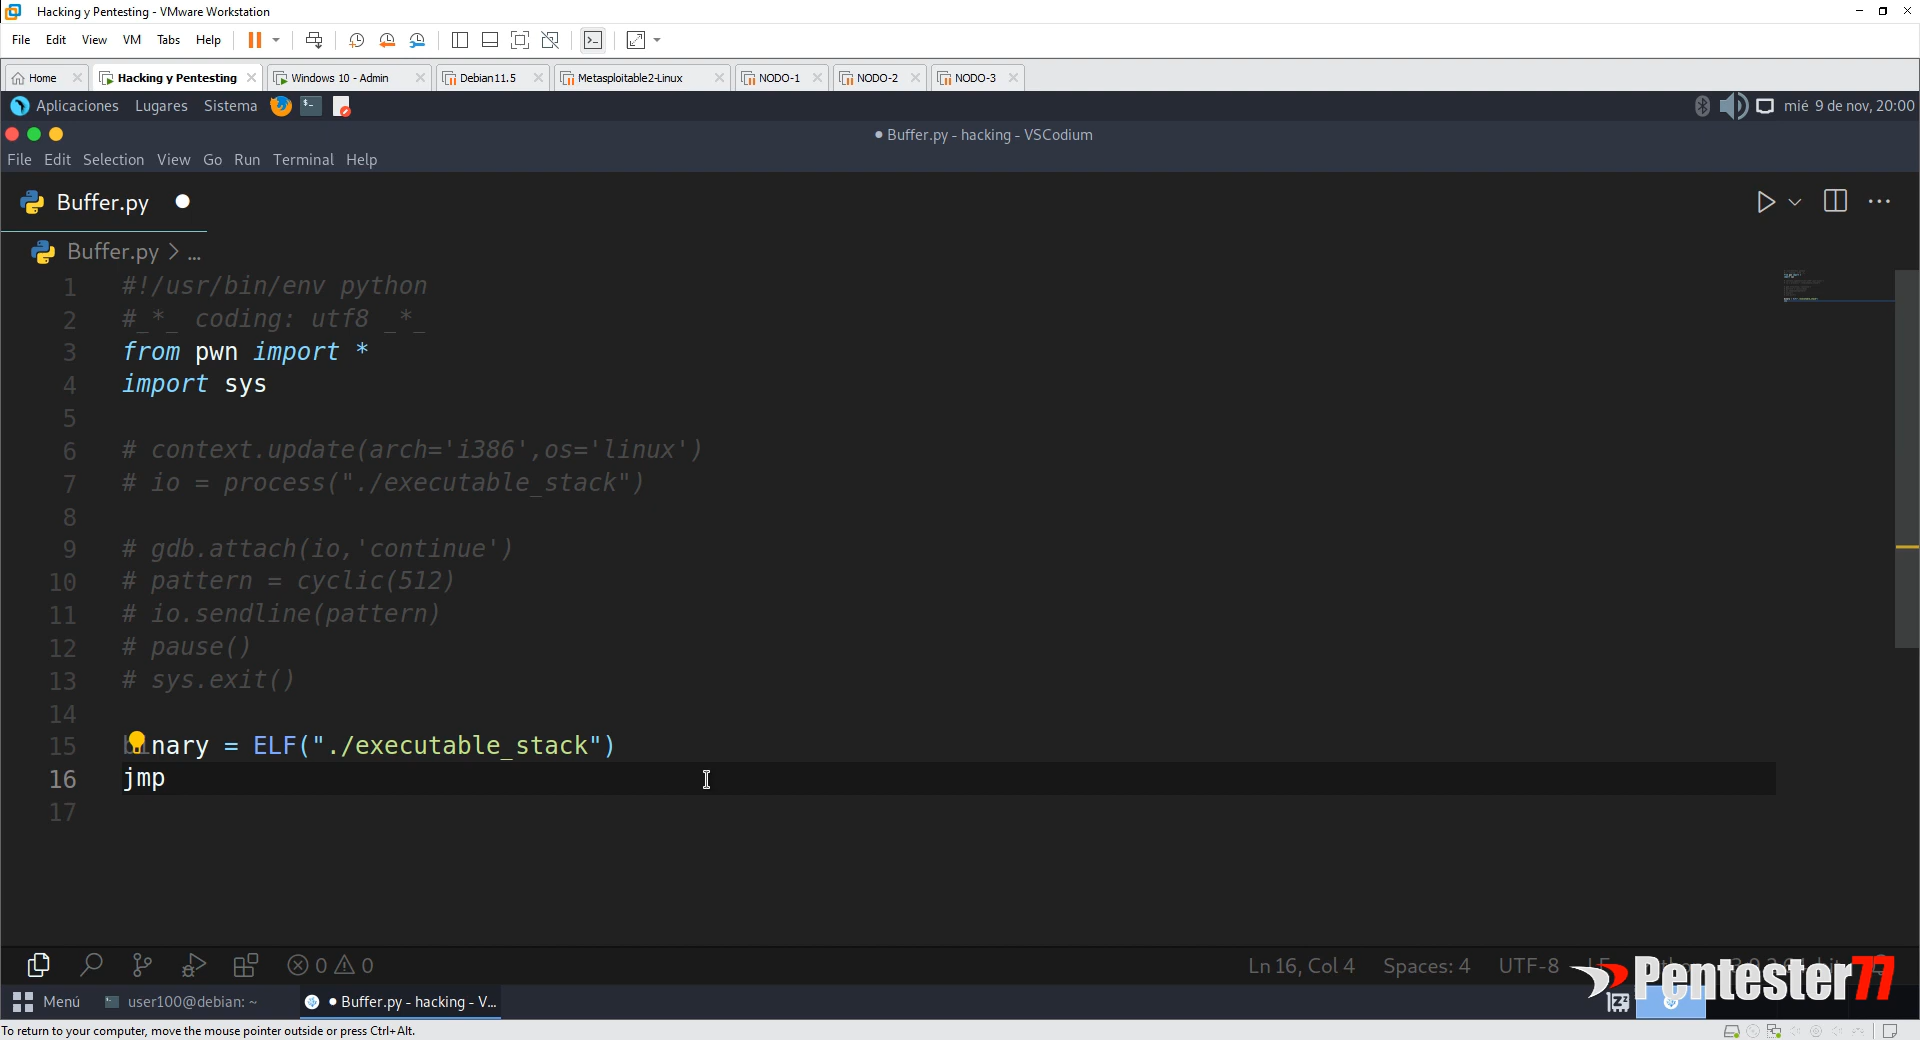 Hacking y Pentesting - VMware Workstation
File Edit View VM Tabs Help
Home Hacking y Pentesting Windows 10 - Admin Debian 11.5 Metasploitable2-Linux NODO-1 NODO-2 NODO-3
Aplicaciones Lugares Sistema mié 9 de nov, 20:00
● Buffer.py - hacking - VSCodium
File Edit Selection View Go Run Terminal Help
Buffer.py ●
Buffer.py > ...
1 #!/usr/bin/env python
2 #_*_ coding: utf8 _*_
3 from pwn import *
4 import sys
5
6 # context.update(arch='i386',os='linux')
7 # io = process("./executable_stack")
8
9 # gdb.attach(io,'continue')
10 # pattern = cyclic(512)
11 # io.sendline(pattern)
12 # pause()
13 # sys.exit()
14
15 binary = ELF("./executable_stack")
16 jmp
17
0 0 Ln 16, Col 4 Spaces: 4 UTF-8
Pentester77
Menú user100@debian: ~ ● Buffer.py - hacking - V...
To return to your computer, move the mouse pointer outside or press Ctrl+Alt.